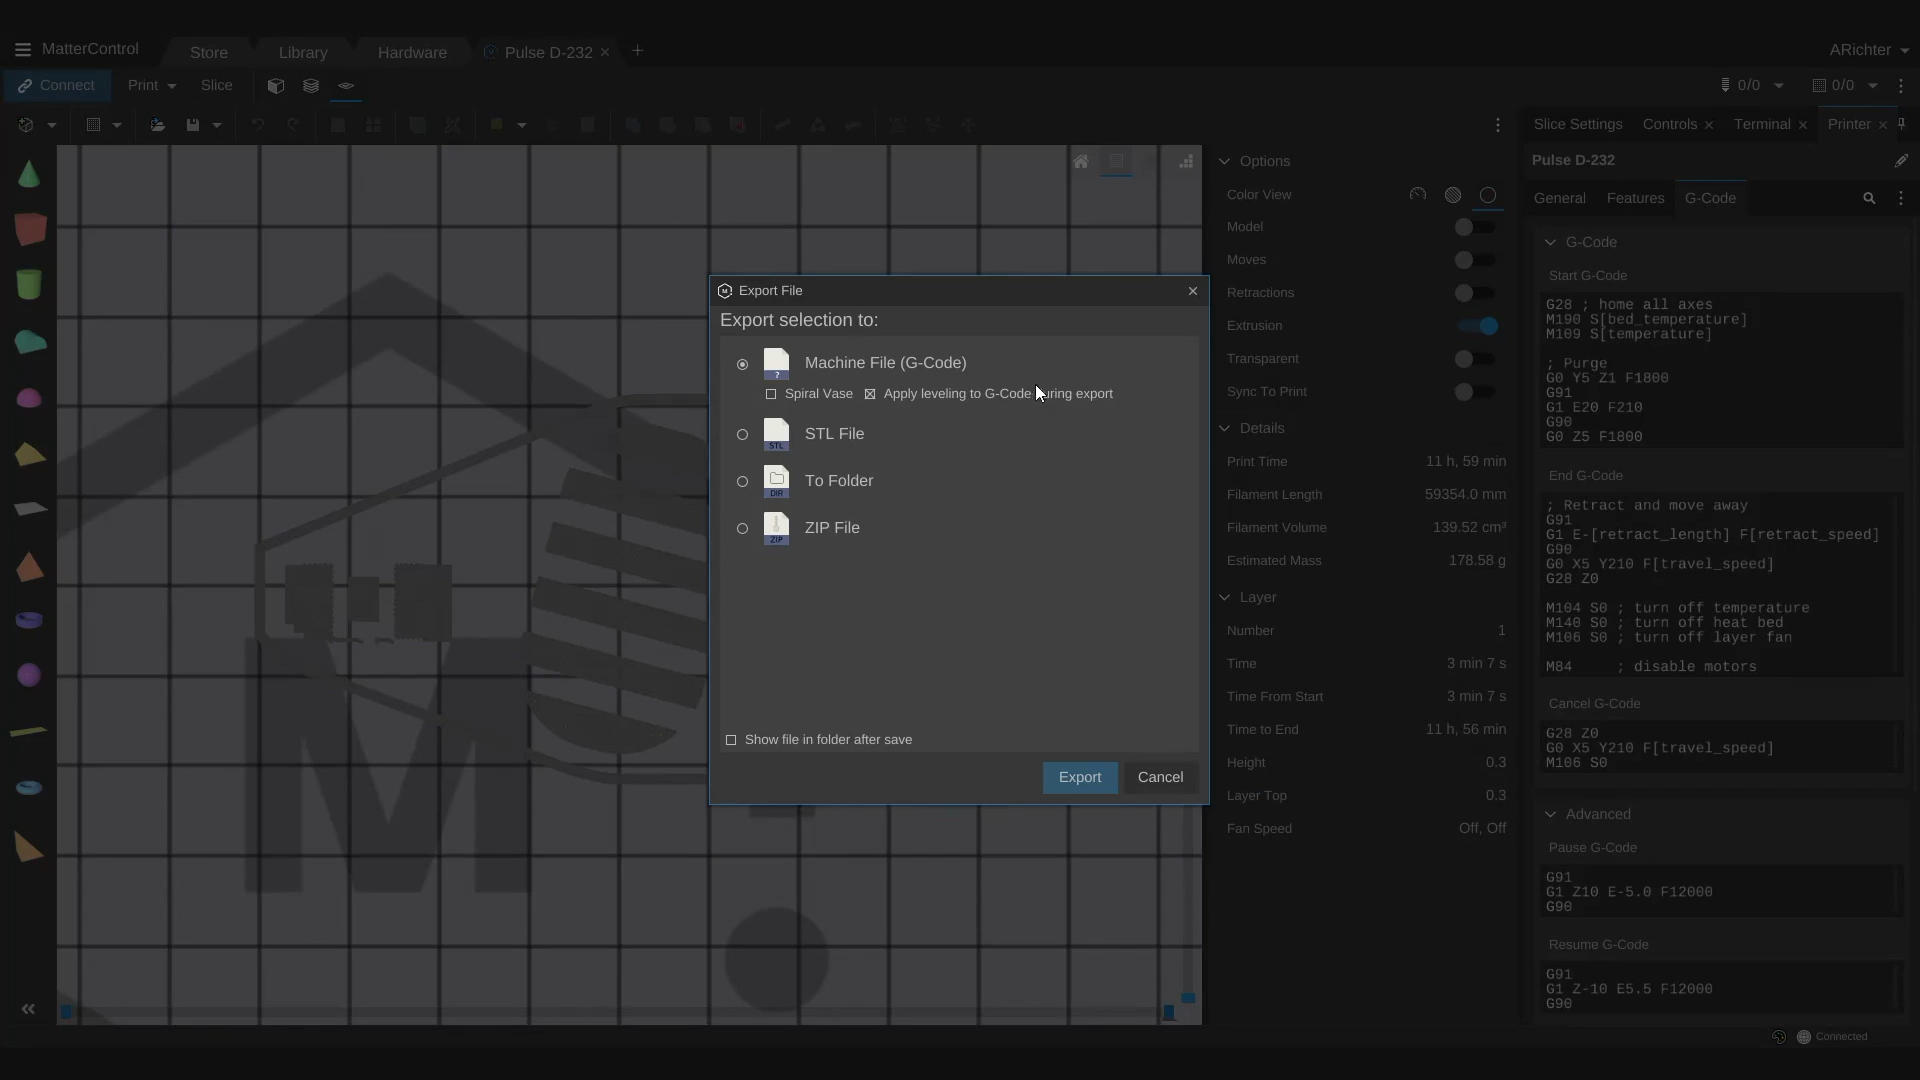 MatterControl
Store
Library
Hardware
Pulse D-232
ARichter
Connect
Print
Slice
0/0
0/0
Slice Settings
Controls
Terminal
Printer
Pulse D-232
General
Features
G-Code
Options
Color View
Model
Moves
Retractions
Extrusion
Transparent
Sync To Print
Details
Print Time 11 h, 59 min
Filament Length 59354.0 mm
Filament Volume 139.52 cm³
Estimated Mass 178.58 g
Layer
Number 1
Time 3 min 7 s
Time From Start 3 min 7 s
Time to End 11 h, 56 min
Height 0.3
Layer Top 0.3
Fan Speed Off, Off
G-Code
Start G-Code
G28 ; home all axes
M190 S[bed_temperature]
M109 S[temperature]
; Purge
G0 Y5 Z1 F1800
G91
G1 E20 F210
G90
G0 Z5 F1800
End G-Code
; Retract and move away
G91
G1 E-[retract_length] F[retract_speed]
G90
G0 X5 Y210 F[travel_speed]
G28 Z0
M104 S0 ; turn off temperature
M140 S0 ; turn off heat bed
M106 S0 ; turn off layer fan
M84 ; disable motors
Cancel G-Code
G28 Z0
G0 X5 Y210 F[travel_speed]
M106 S0
Advanced
Pause G-Code
G91
G1 Z10 E-5.0 F12000
G90
Resume G-Code
G91
G1 Z-10 E5.5 F12000
G90
Connected
Export File
Export selection to:
?
Machine File (G-Code)
Spiral Vase
Apply leveling to G-Code during export
STL
STL File
DIR
To Folder
ZIP
ZIP File
Show file in folder after save
Export
Cancel
M